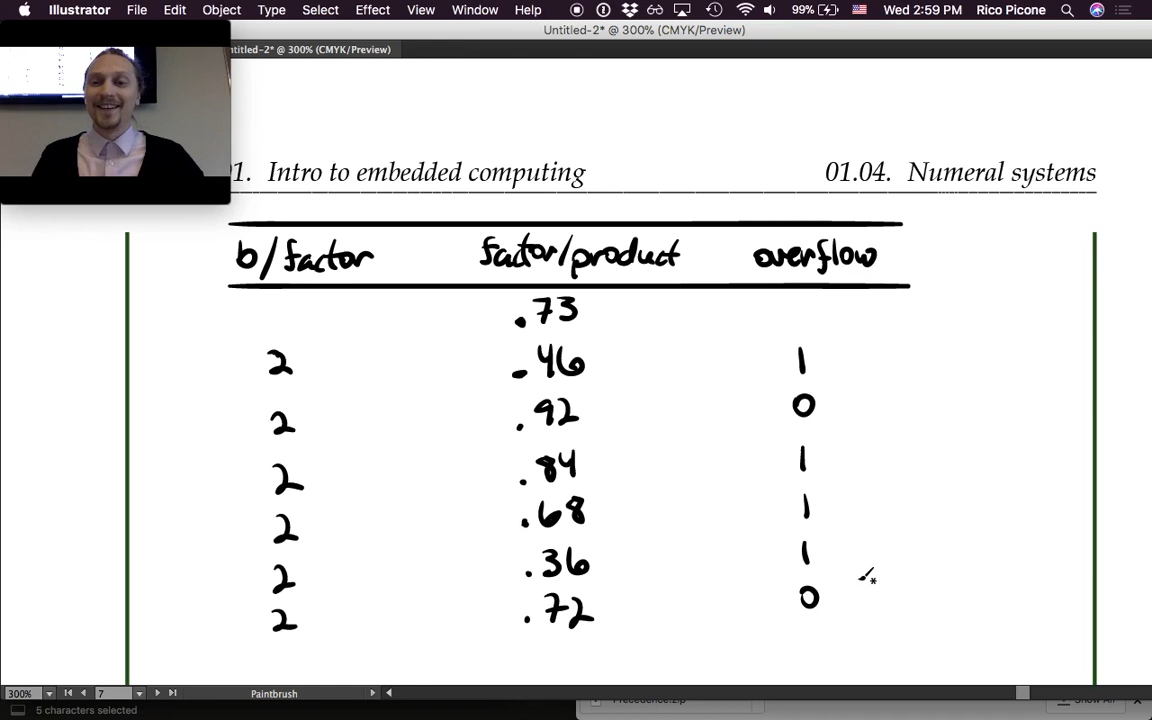 Illustrator File Edit Object Type Select Effect View Window Help 99% Wed 2:59 PM Rico Picone
Untitled-2* @ 300% (CMYK/Preview)
ntitled-2* @ 300% (CMYK/Preview)
01. Intro to embedded computing 01.04. Numeral systems
b/factor factor/product overflow
.73
2 .46 1
2 .92 0
2 .84 1
2 .68 1
2 .36 1
2 .72 0
300% 7 Paintbrush
5 characters selected
Show All